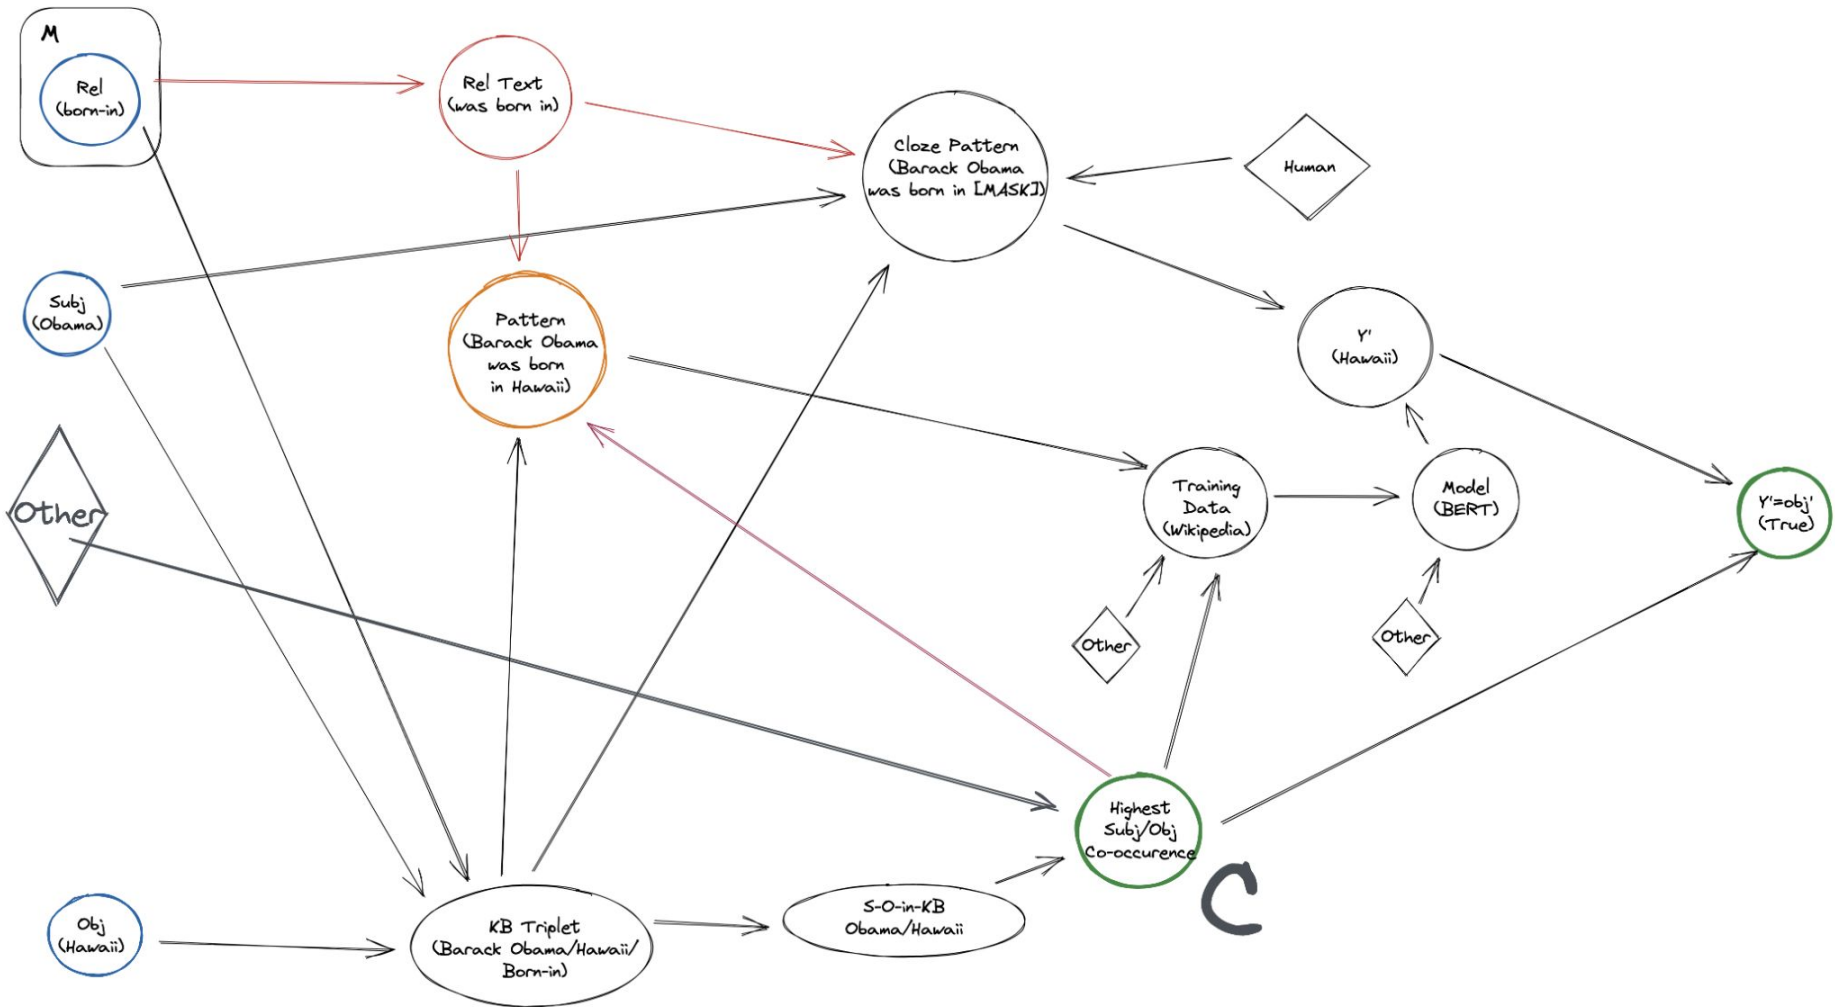 M
Rel
(born-in)
Rel Text
(was born in)
Cloze Pattern
(Barack Obama
was born in [MASK])
Human
Subj
(Obama)
Pattern
(Barack Obama
was born
in Hawaii)
Y'
(Hawaii)
Other
Training
Data
(Wikipedia)
Model
(BERT)
Y'=obj'
(True)
Other
Other
Highest
Subj/Obj
Co-occurence
C
Obj
(Hawaii)
KB Triplet
(Barack Obama/Hawaii/
Born-in)
S-O-in-KB
Obama/Hawaii